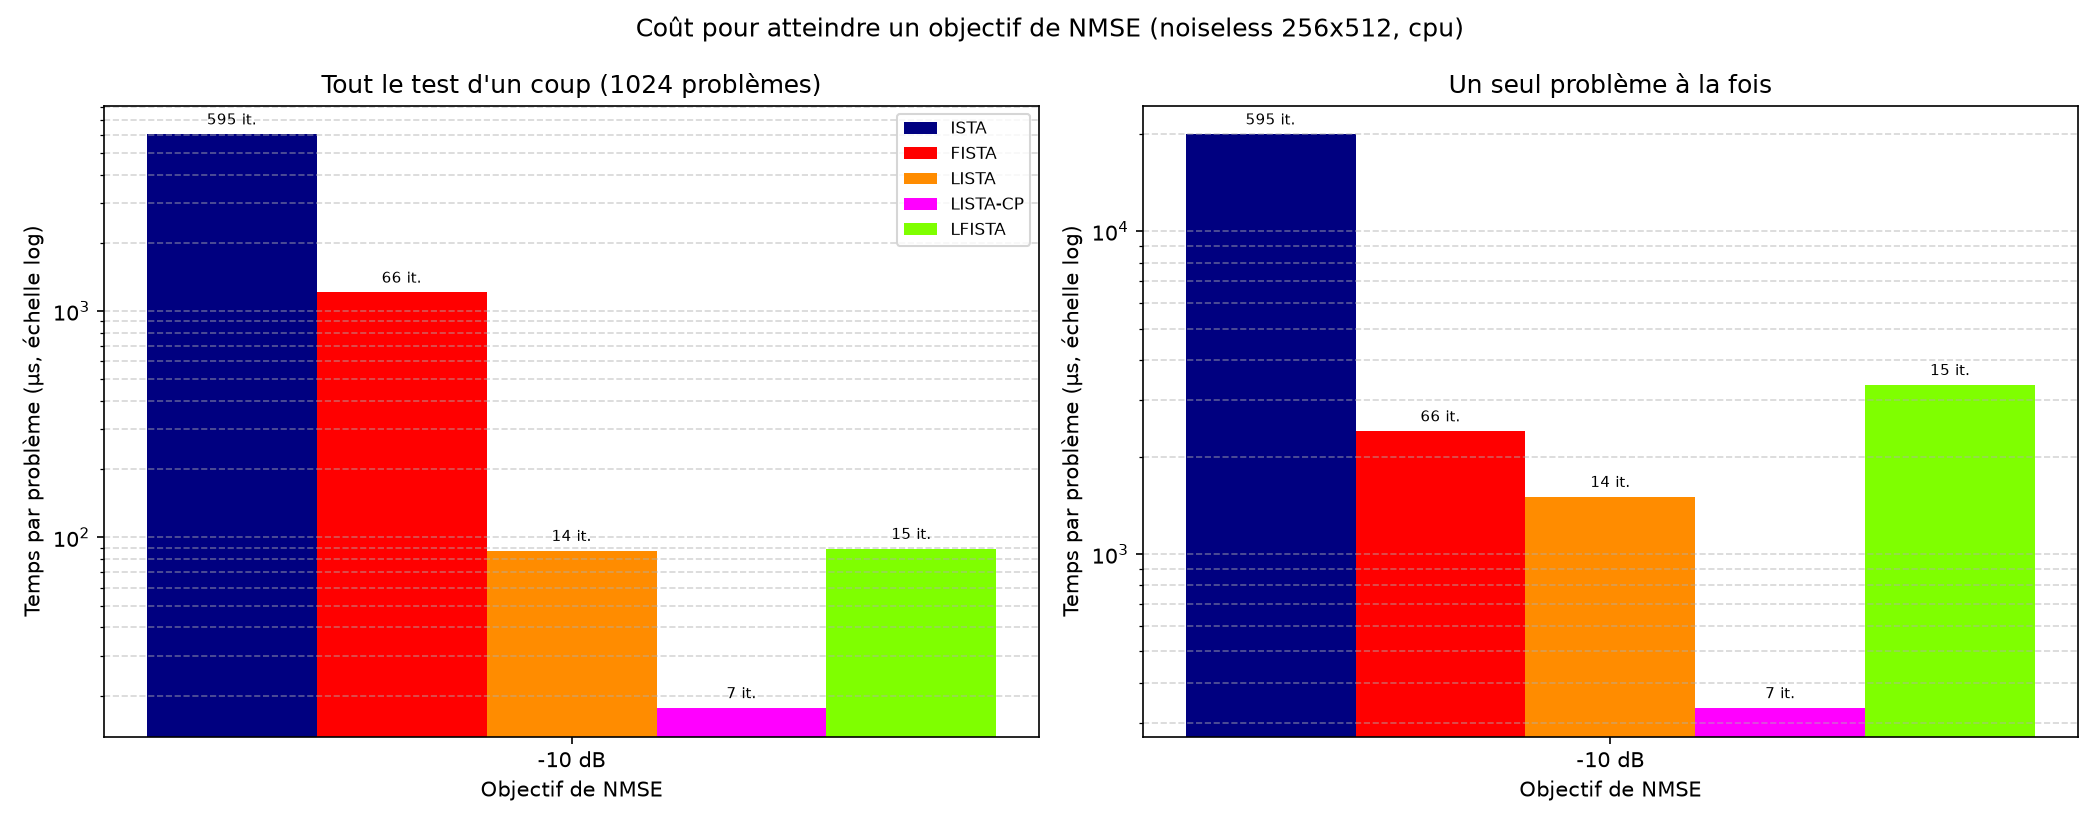 Coût pour atteindre un objectif de NMSE (noiseless 256x512, cpu)
Tout le test d'un coup (1024 problèmes)
Temps par problème (µs, échelle log)
10³
10²
595 it.
66 it.
14 it.
7 it.
15 it.
ISTA
FISTA
LISTA
LISTA-CP
LFISTA
-10 dB
Objectif de NMSE
Un seul problème à la fois
Temps par problème (µs, échelle log)
10⁴
10³
595 it.
66 it.
14 it.
7 it.
15 it.
-10 dB
Objectif de NMSE